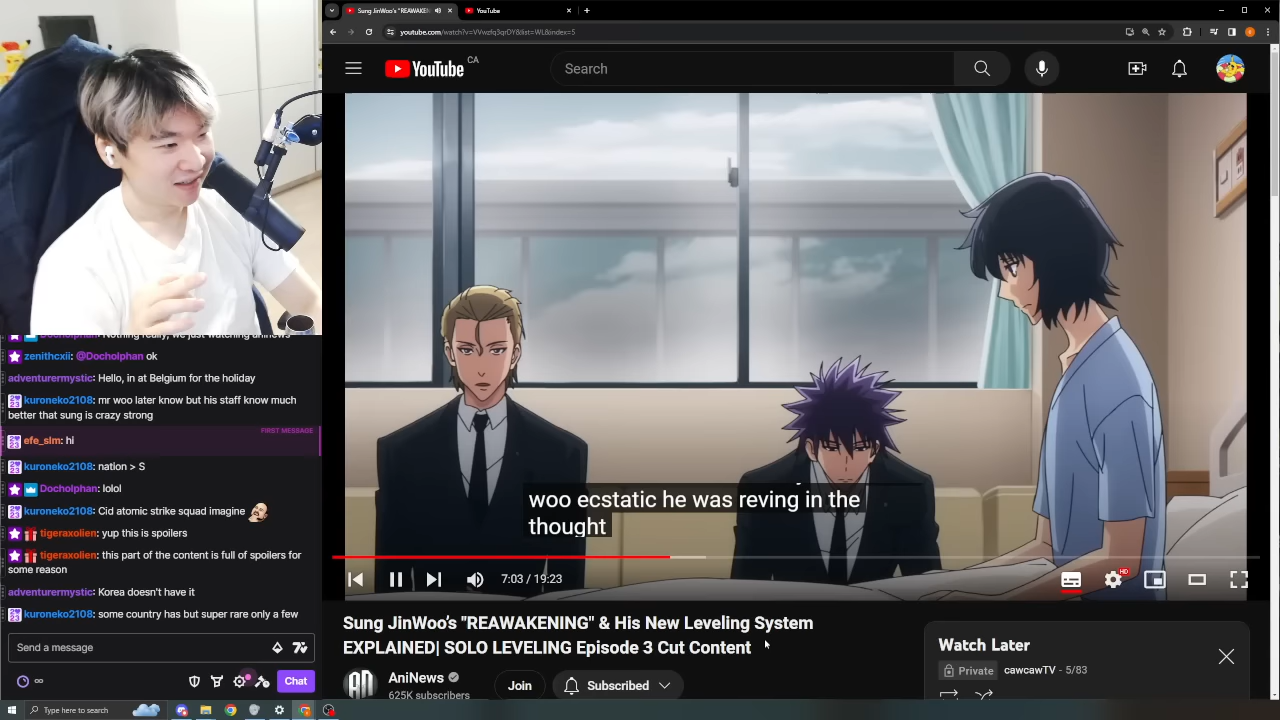 Sung JinWoo's "REAWAKEN
YouTube
youtube.com/watch?v=VVwzfq3qrDY&list=WL&index=5
YouTube CA
Search
woo ecstatic he was reving in the
thought
7:03 / 19:23
HD
Sung JinWoo's "REAWAKENING" & His New Leveling System
EXPLAINED| SOLO LEVELING Episode 3 Cut Content
AN
AniNews
625K subscribers
Join
Subscribed
Watch Later
Private
cawcawTV - 5/83
Docholphan: Nothing really, we just watching aninews
zenithcxii: @Docholphan ok
adventurermystic: Hello, in at Belgium for the holiday
kuroneko2108: mr woo later know but his staff know much
better that sung is crazy strong
FIRST MESSAGE
efe_slm: hi
kuroneko2108: nation > S
Docholphan: lolol
kuroneko2108: Cid atomic strike squad imagine
tigeraxolien: yup this is spoilers
tigeraxolien: this part of the content is full of spoilers for
some reason
adventurermystic: Korea doesn't have it
kuroneko2108: some country has but super rare only a few
Send a message
Chat
Type here to search